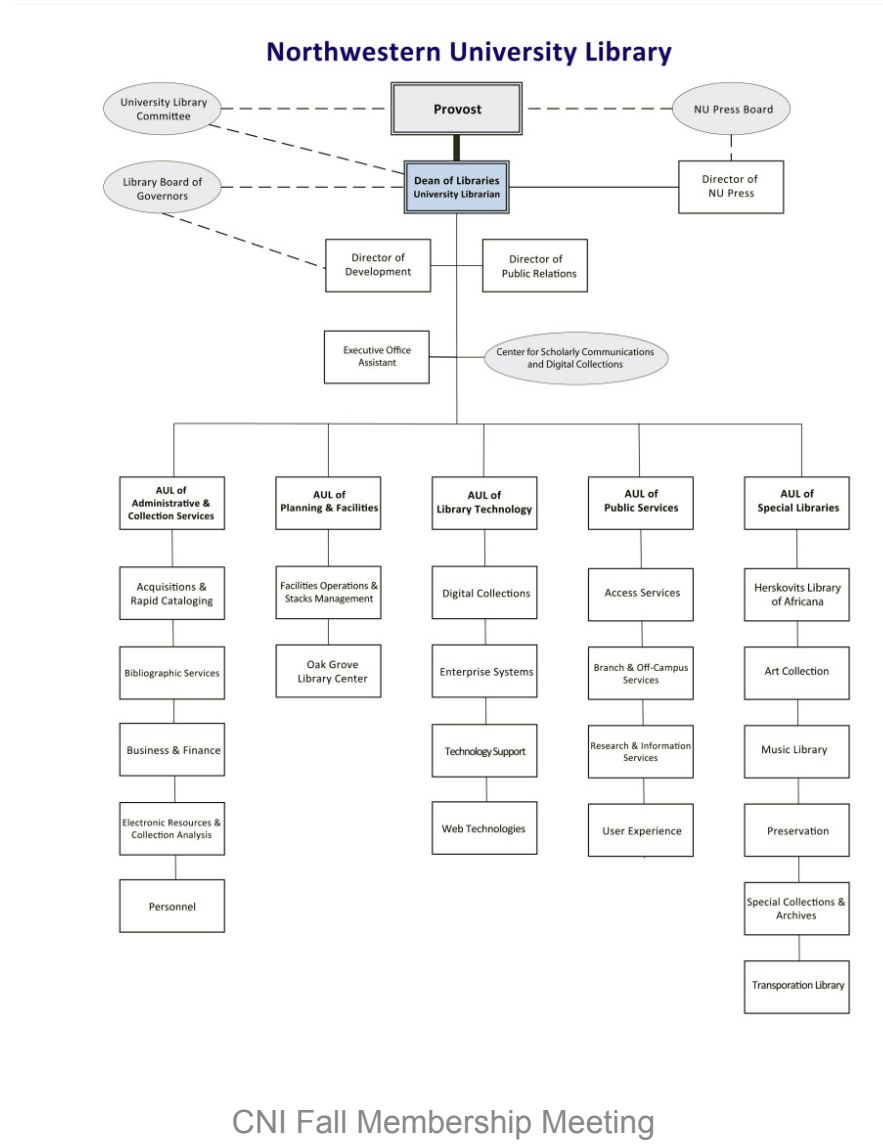 Northwestern University Library
University Library
Committee
Provost
NU Press Board
Library Board of
Governors
Dean of Libraries
University Librarian
Director of
NU Press
Director of
Development
Director of
Public Relations
Executive Office
Assistant
Center for Scholarly Communications
and Digital Collections
AUL of
Administrative &
Collection Services
AUL of
Planning & Facilities
AUL of
Library Technology
AUL of
Public Services
AUL of
Special Libraries
Acquisitions &
Rapid Cataloging
Facilities Operations &
Stacks Management
Digital Collections
Access Services
Herskovits Library
of Africana
Bibliographic Services
Oak Grove
Library Center
Enterprise Systems
Branch & Off-Campus
Services
Art Collection
Business & Finance
Technology Support
Research & Information
Services
Music Library
Electronic Resources &
Collection Analysis
Web Technologies
User Experience
Preservation
Personnel
Special Collections &
Archives
Transporation Library
CNI Fall Membership Meeting